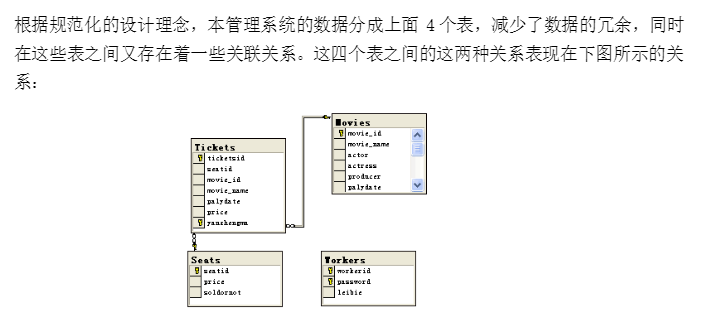 根据规范化的设计理念，本管理系统的数据分成上面 4 个表，减少了数据的冗余，同时
在这些表之间又存在着一些关联关系。这四个表之间的这两种关系表现在下图所示的关
系：
Movies
movie_id
movie_name
actor
actress
producer
palydate
Tickets
ticketsid
seatid
movie_id
movie_name
palydate
price
yanzhengma
Seats
seatid
price
soldornot
Workers
workerid
password
leibie